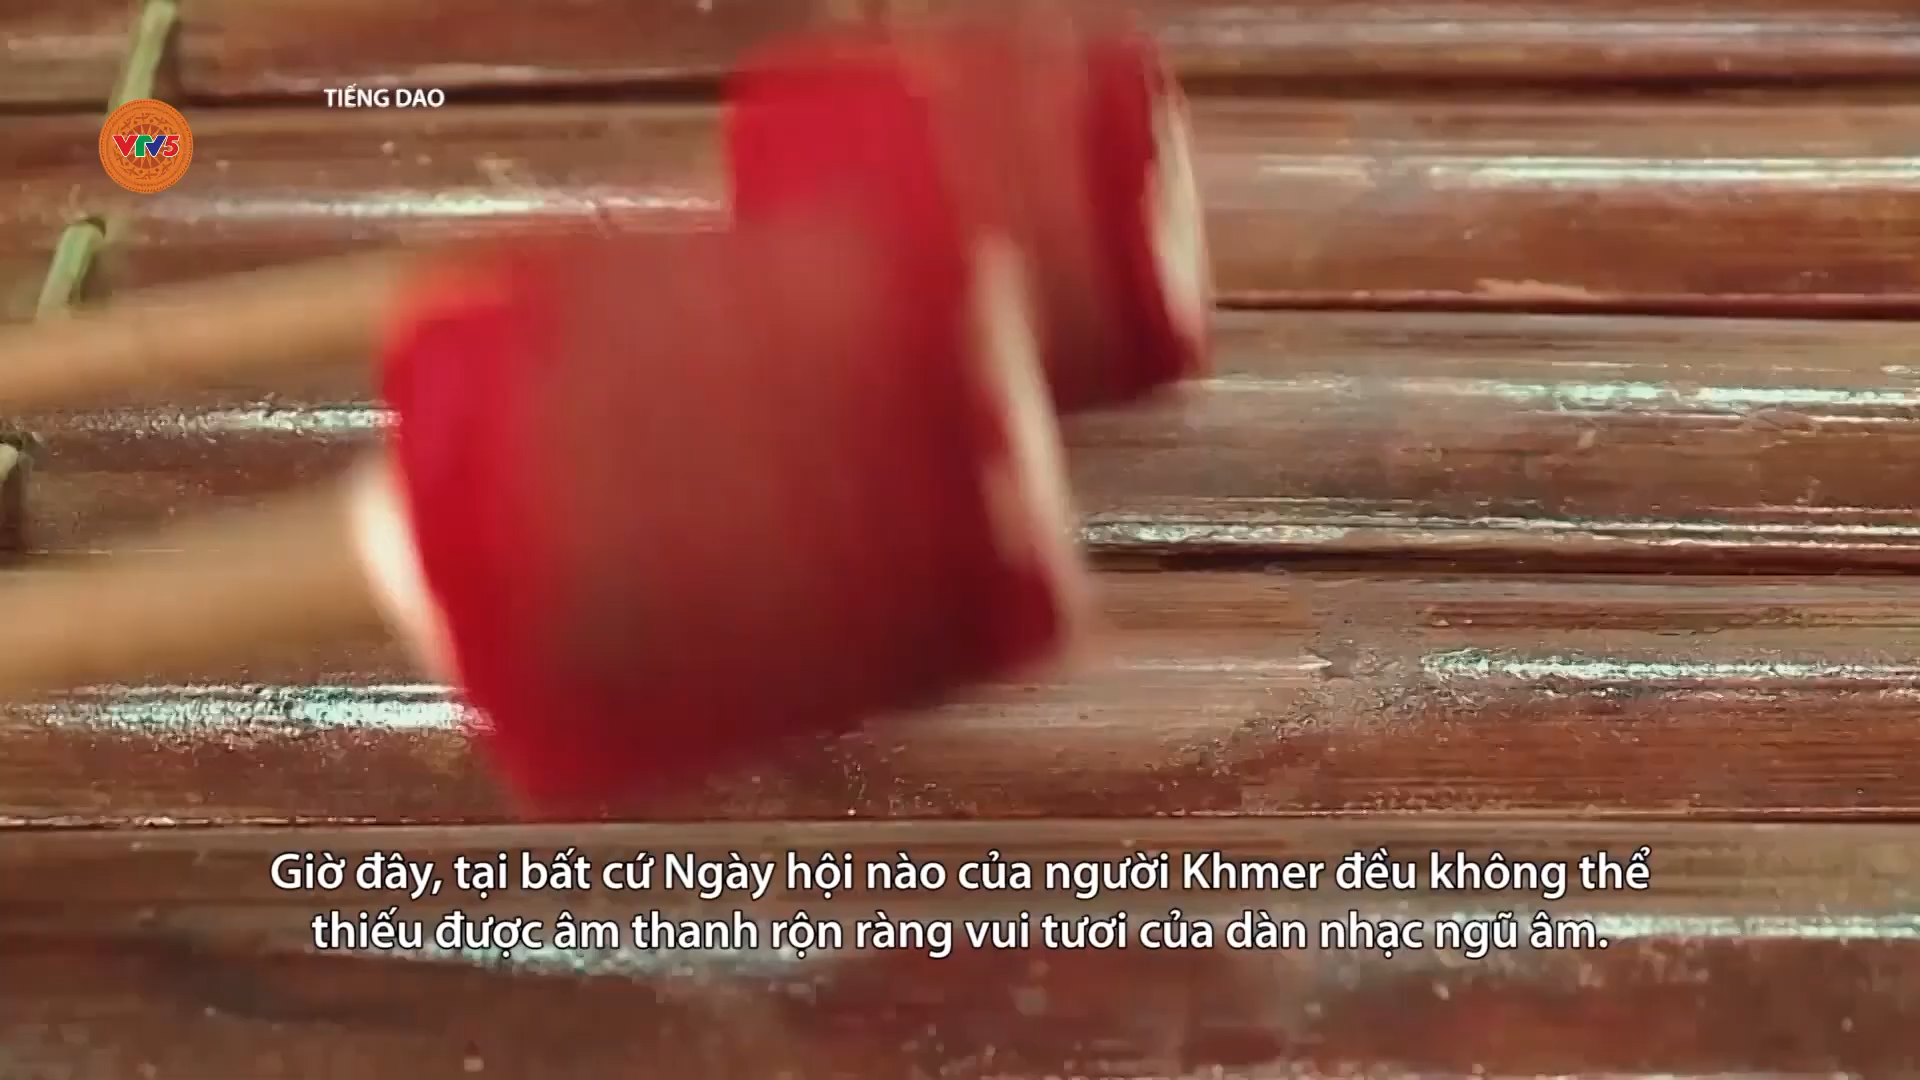 TIẾNG DAO
VTV5
Giờ đây, tại bất cứ Ngày hội nào của người Khmer đều không thể
thiếu được âm thanh rộn ràng vui tươi của dàn nhạc ngũ âm.